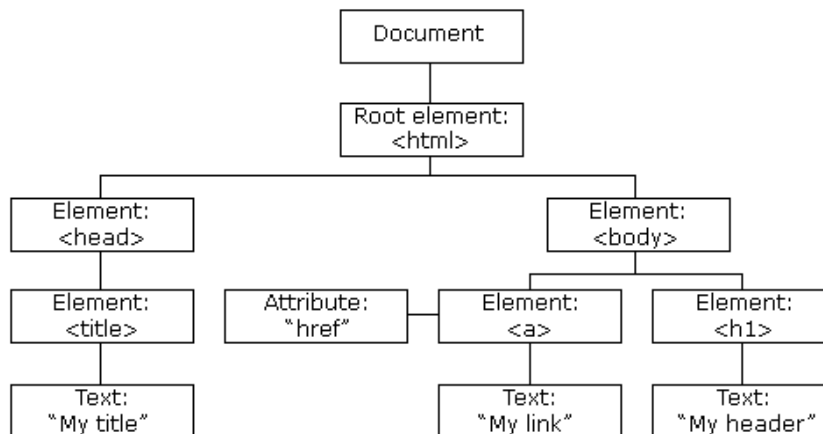 Document
Root element:
<html>
Element:
<head>
Element:
<body>
Element:
<title>
Attribute:
“href”
Element:
<a>
Element:
<h1>
Text:
“My title”
Text:
“My link”
Text:
“My header”